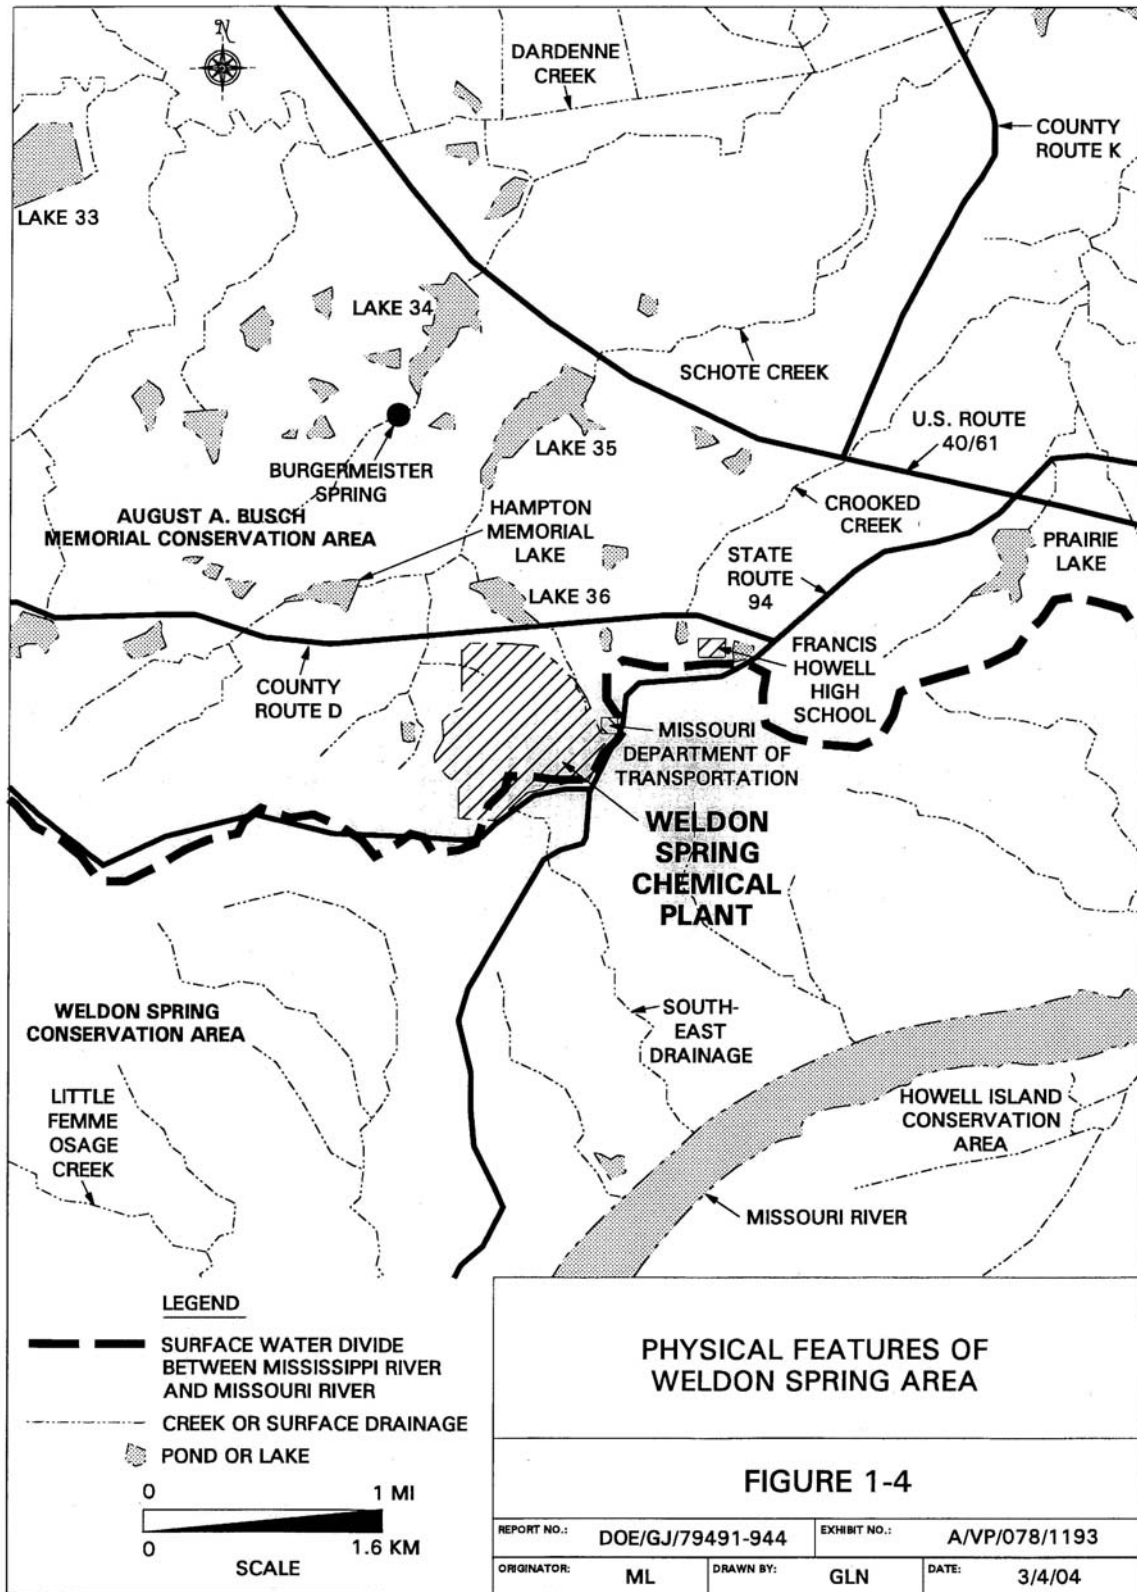 N
DARDENNE
CREEK
COUNTY
ROUTE K
LAKE 33
LAKE 34
SCHOTE CREEK
U.S. ROUTE
40/61
LAKE 35
BURGERMEISTER
SPRING
CROOKED
CREEK
HAMPTON
MEMORIAL
LAKE
AUGUST A. BUSCH
MEMORIAL CONSERVATION AREA
PRAIRIE
LAKE
STATE
ROUTE
94
LAKE 36
FRANCIS
HOWELL
HIGH
SCHOOL
COUNTY
ROUTE D
MISSOURI
DEPARTMENT OF
TRANSPORTATION
WELDON
SPRING
CHEMICAL
PLANT
WELDON SPRING
CONSERVATION AREA
SOUTH-
EAST
DRAINAGE
LITTLE
FEMME
OSAGE
CREEK
HOWELL ISLAND
CONSERVATION
AREA
MISSOURI RIVER
LEGEND
SURFACE WATER DIVIDE
BETWEEN MISSISSIPPI RIVER
AND MISSOURI RIVER
CREEK OR SURFACE DRAINAGE
POND OR LAKE
0 1 MI
0 1.6 KM
SCALE
PHYSICAL FEATURES OF
WELDON SPRING AREA
FIGURE 1-4
REPORT NO.: DOE/GJ/79491-944 EXHIBIT NO.: A/VP/078/1193
ORIGINATOR: ML DRAWN BY: GLN DATE: 3/4/04